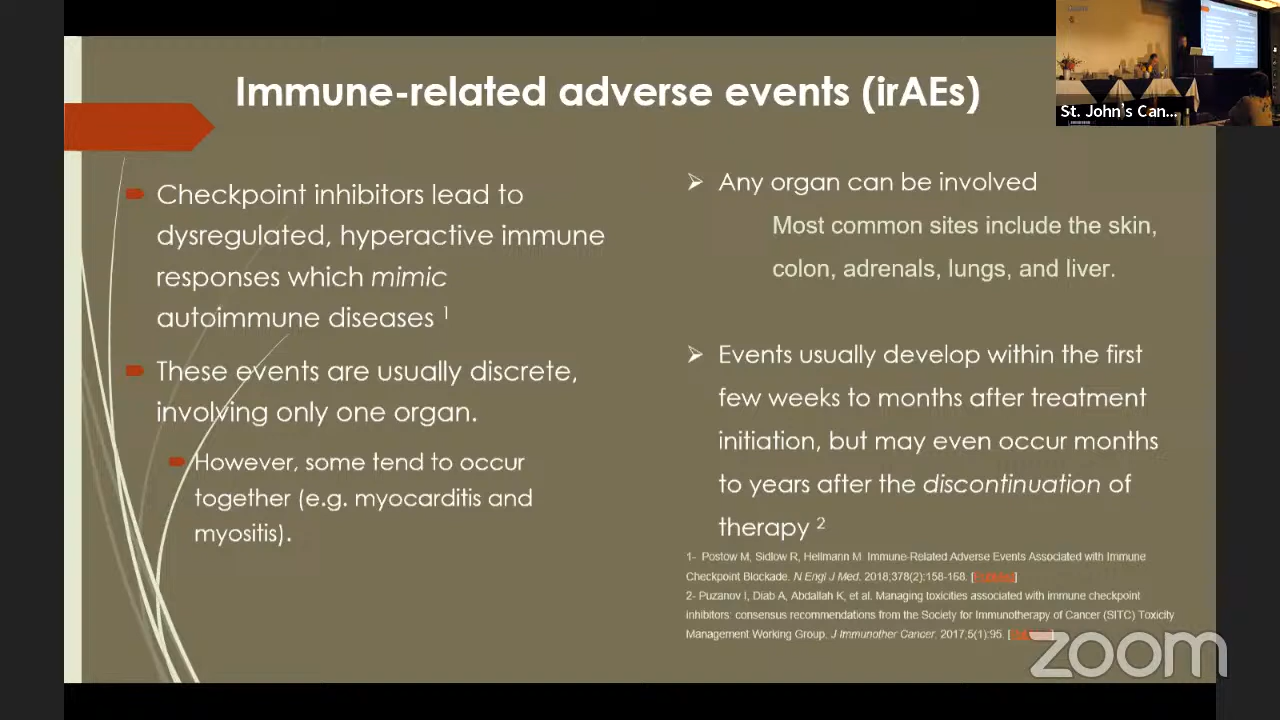 Immune-related adverse events (irAEs)
St. John's Can...
Checkpoint inhibitors lead to
dysregulated, hyperactive immune
responses which mimic
autoimmune diseases 1
These events are usually discrete,
involving only one organ.
However, some tend to occur
together (e.g. myocarditis and
myositis).
Any organ can be involved
Most common sites include the skin,
colon, adrenals, lungs, and liver.
Events usually develop within the first
few weeks to months after treatment
initiation, but may even occur months
to years after the discontinuation of
therapy 2
1- Postow M, Sidlow R, Hellmann M. Immune-Related Adverse Events Associated with Immune
Checkpoint Blockade. N Engl J Med. 2018;378(2):158-168. [
2- Puzanov I, Diab A, Abdallah K, et al. Managing toxicities associated with immune checkpoint
inhibitors: consensus recommendations from the Society for Immunotherapy of Cancer (SITC) Toxicity
Management Working Group. J Immunother Cancer. 2017;5(1):95. [
zoom